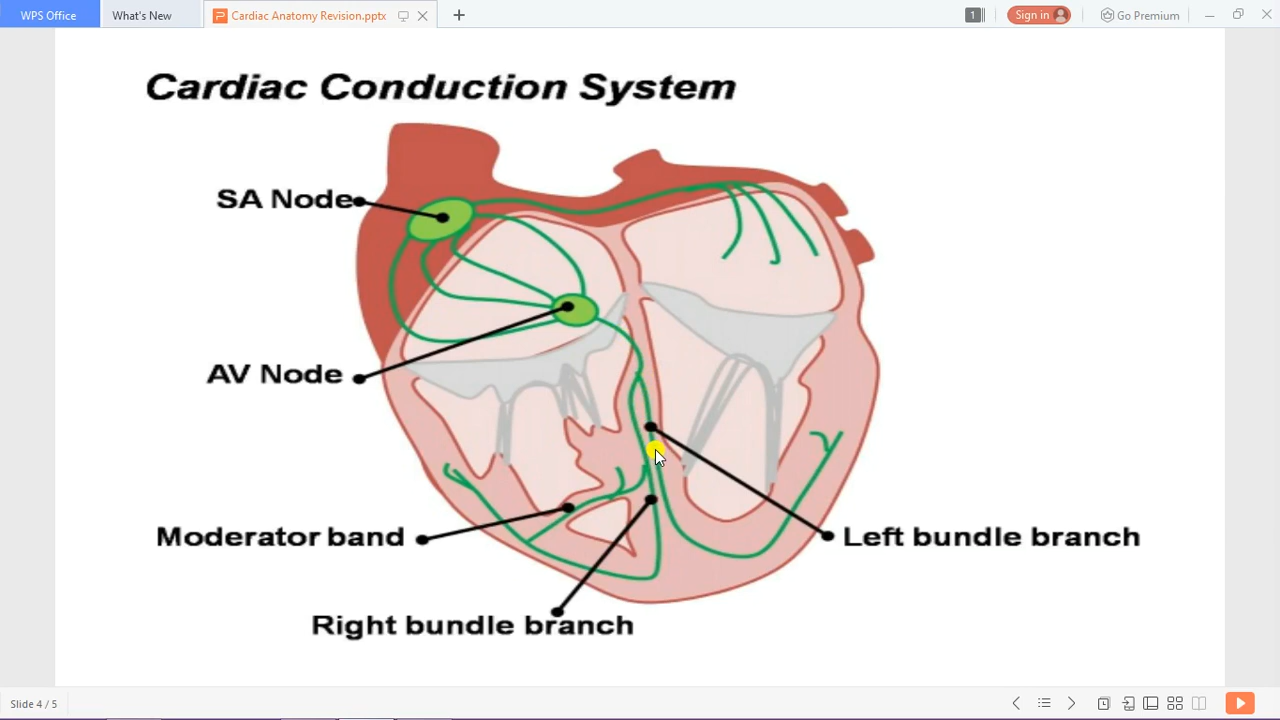 WPS Office
What's New
Cardiac Anatomy Revision.pptx
1
Sign in
Go Premium
Cardiac Conduction System
SA Node
AV Node
Moderator band
Left bundle branch
Right bundle branch
Slide 4 / 5